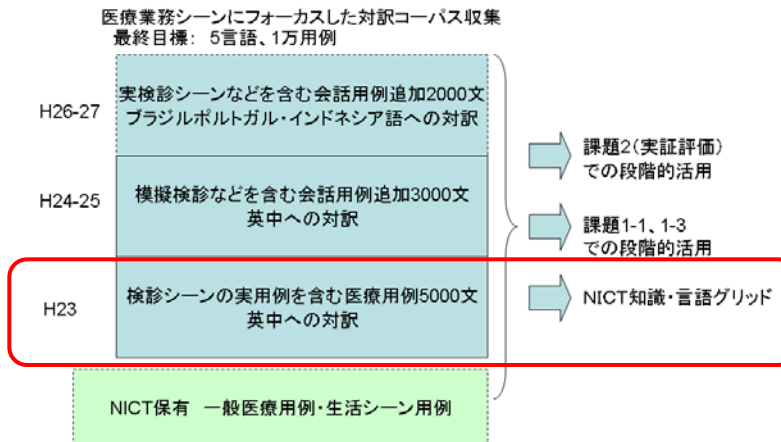 医療業務シーンにフォーカスした対訳コーパス収集
最終目標： 5言語、1万用例
H26-27
実検診シーンなどを含む会話用例追加2000文
ブラジルポルトガル・インドネシア語への対訳
H24-25
模擬検診などを含む会話用例追加3000文
英中への対訳
H23
検診シーンの実用例を含む医療用例5000文
英中への対訳
NICT保有　一般医療用例・生活シーン用例
課題2（実証評価）
での段階的活用
課題1-1、1-3
での段階的活用
NICT知識・言語グリッド